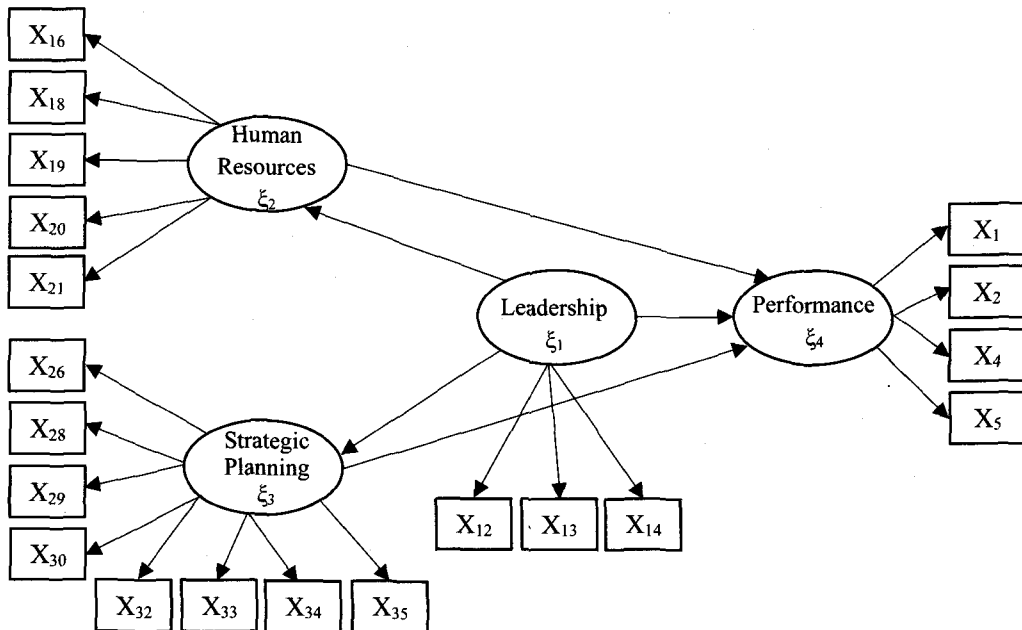 X₁₆
X₁₈
X₁₉
X₂₀
X₂₁
Human
Resources
ξ₂
Leadership
ξ₁
Performance
ξ₄
X₁
X₂
X₄
X₅
X₂₆
X₂₈
X₂₉
X₃₀
Strategic
Planning
ξ₃
X₁₂
X₁₃
X₁₄
X₃₂
X₃₃
X₃₄
X₃₅